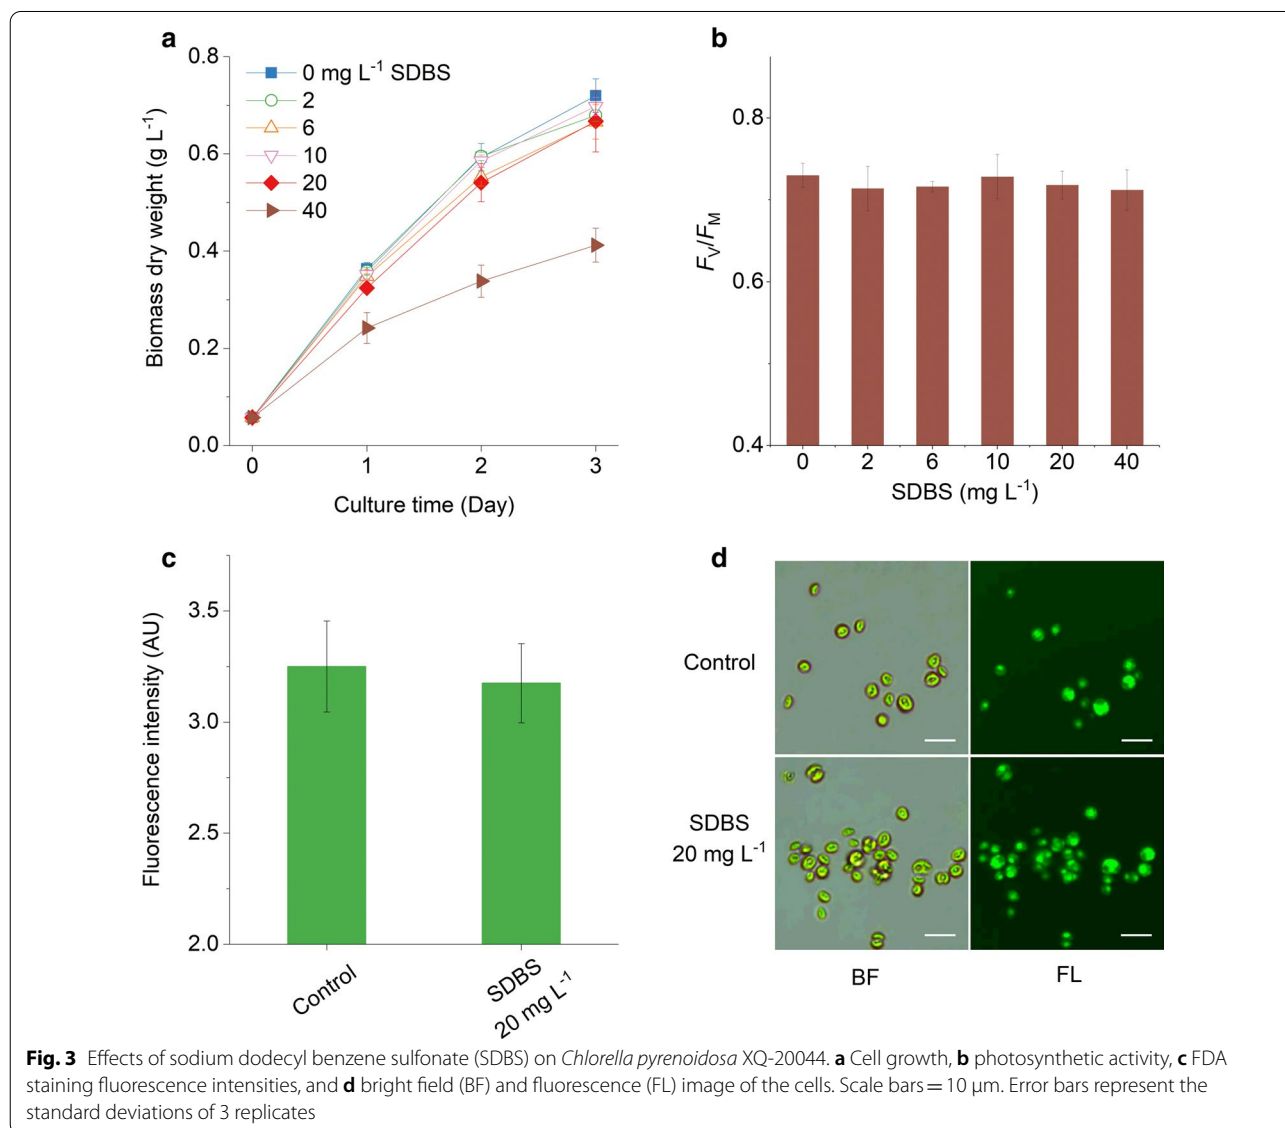 a
0.8
0.6
0.4
0.2
0.0
Biomass dry weight (g L⁻¹)
0 mg L⁻¹ SDBS
2
6
10
20
40
0 1 2 3
Culture time (Day)
b
0.8
0.6
0.4
Fv/FM
0 2 6 10 20 40
SDBS (mg L⁻¹)
c
3.5
3.0
2.5
2.0
Fluorescence intensity (AU)
Control
SDBS
20 mg L⁻¹
d
Control
SDBS
20 mg L⁻¹
BF FL
Fig. 3 Effects of sodium dodecyl benzene sulfonate (SDBS) on Chlorella pyrenoidosa XQ-20044. a Cell growth, b photosynthetic activity, c FDA
staining fluorescence intensities, and d bright field (BF) and fluorescence (FL) image of the cells. Scale bars = 10 µm. Error bars represent the
standard deviations of 3 replicates